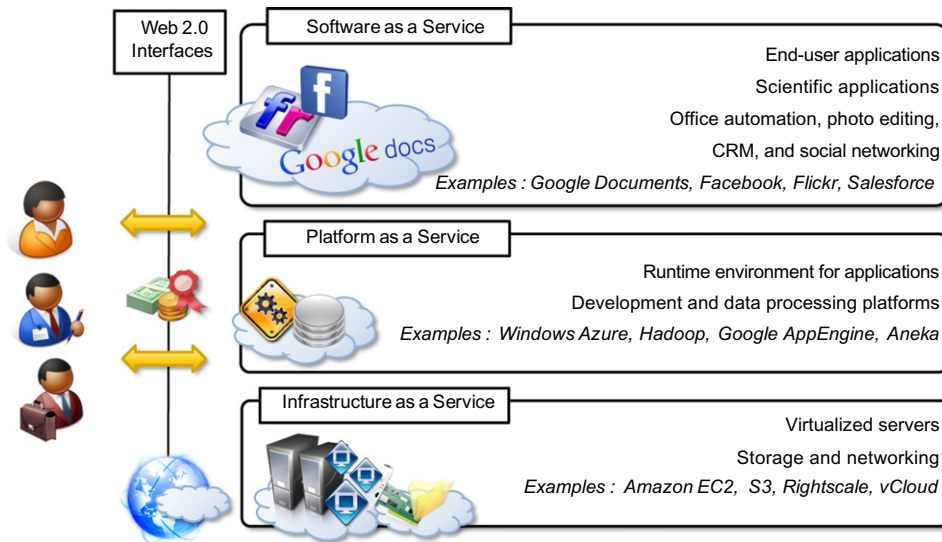 Web 2.0
Interfaces
Software as a Service
End-user applications
Scientific applications
Office automation, photo editing,
CRM, and social networking
f
fr
Google docs
Examples : Google Documents, Facebook, Flickr, Salesforce
Platform as a Service
Runtime environment for applications
Development and data processing platforms
Examples : Windows Azure, Hadoop, Google AppEngine, Aneka
Infrastructure as a Service
Virtualized servers
Storage and networking
Examples : Amazon EC2, S3, Rightscale, vCloud